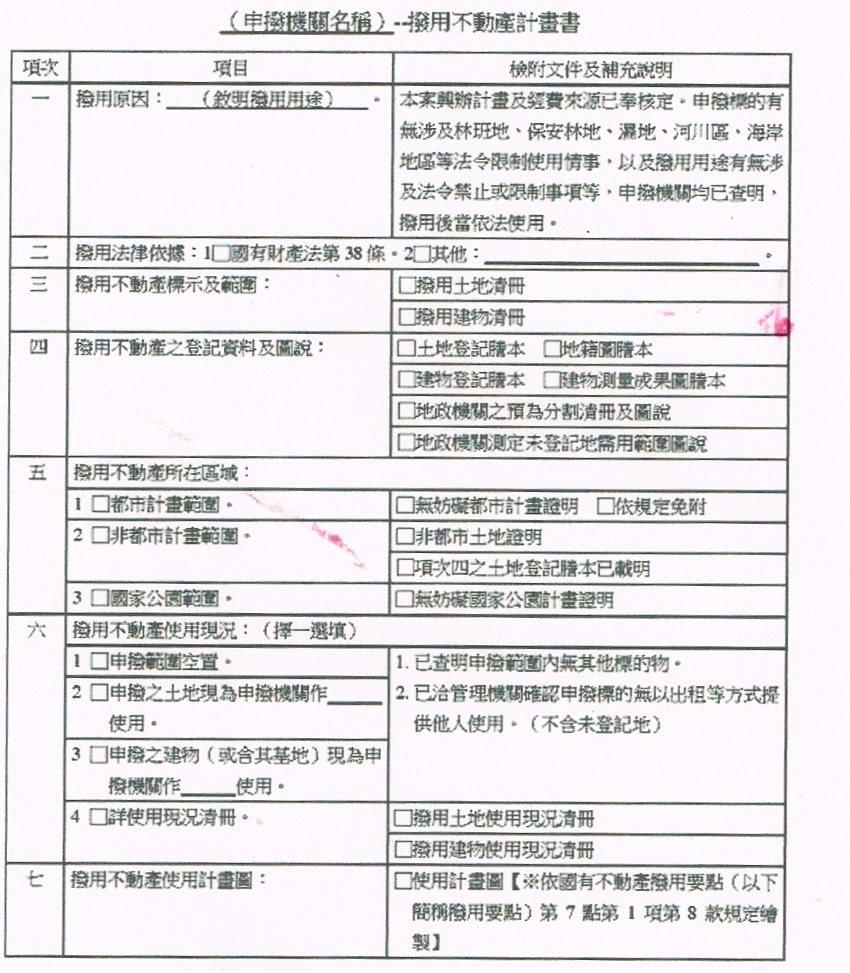 （申撥機關名稱）--撥用不動產計畫書
項次 項目 檢附文件及補充說明
一 撥用原因：（敘明撥用用途）。
本案興辦計畫及經費來源已奉核定。申撥標的有
無涉及林班地、保安林地、濕地、河川區、海岸
地區等法令限制使用情事，以及撥用用途有無涉
及法令禁止或限制事項等，申撥機關均已查明，
撥用後當依法使用。
二 撥用法律依據：1□國有財產法第 38 條。2□其他：＿＿＿＿＿＿＿＿。
三 撥用不動產標示及範圍：
□撥用土地清冊
□撥用建物清冊
四 撥用不動產之登記資料及圖說：
□土地登記謄本 □地籍圖謄本
□建物登記謄本 □建物測量成果圖謄本
□地政機關之預為分割清冊及圖說
□地政機關測定未登記地需用範圍圖說
五 撥用不動產所在區域：
1 □都市計畫範圍。 □無妨礙都市計畫證明 □依規定免附
2 □非都市計畫範圍。 □非都市土地證明
□項次四之土地登記謄本已載明
3 □國家公園範圍。 □無妨礙國家公園計畫證明
六 撥用不動產使用現況：（擇一選填）
1 □申撥範圍空置。
2 □申撥之土地現為申撥機關作＿＿＿
使用。
3 □申撥之建物（或含其基地）現為申
撥機關作＿＿＿使用。
1. 已查明申撥範圍內無其他標的物。
2. 已洽管理機關確認申撥標的無以出租等方式提
供他人使用。（不含未登記地）
4 □詳使用現況清冊。 □撥用土地使用現況清冊
□撥用建物使用現況清冊
七 撥用不動產使用計畫圖：
□使用計畫圖【※依國有不動產撥用要點（以下
簡稱撥用要點）第 7 點第 1 項第 8 款規定繪
製】